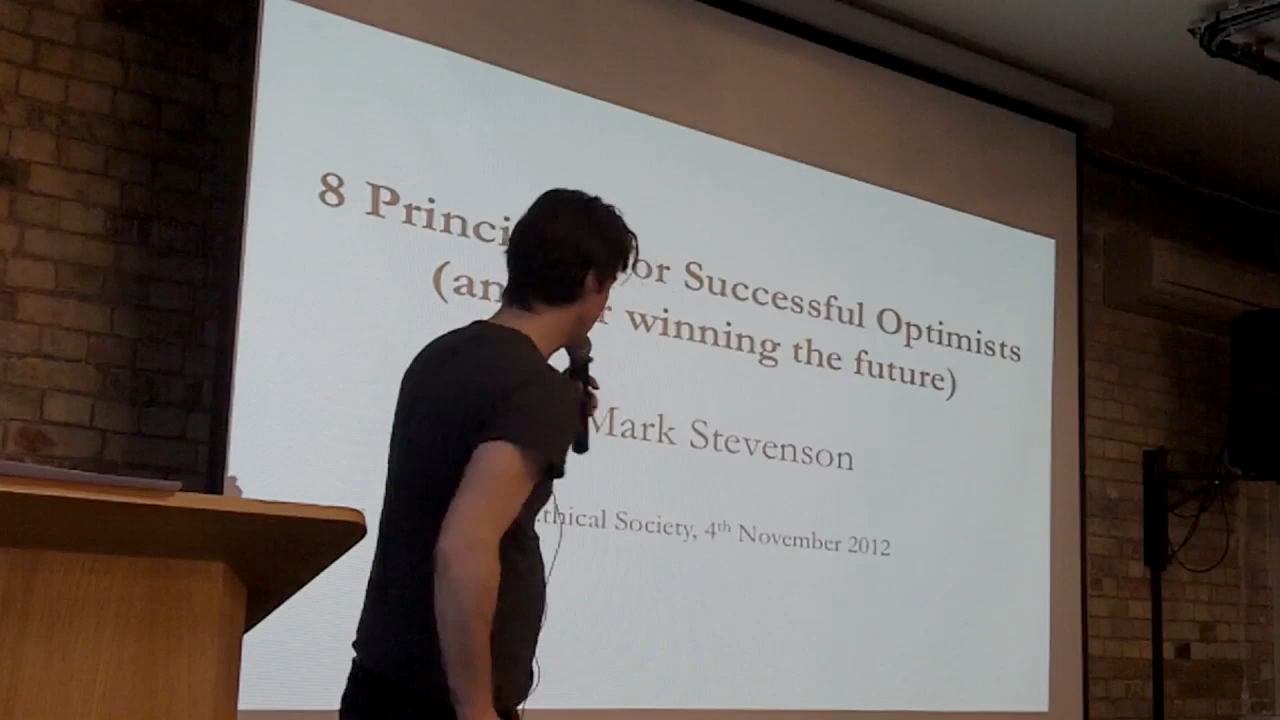 8 Princi or Successful Optimists
(an r winning the future)
Mark Stevenson
thical Society, 4th November 2012